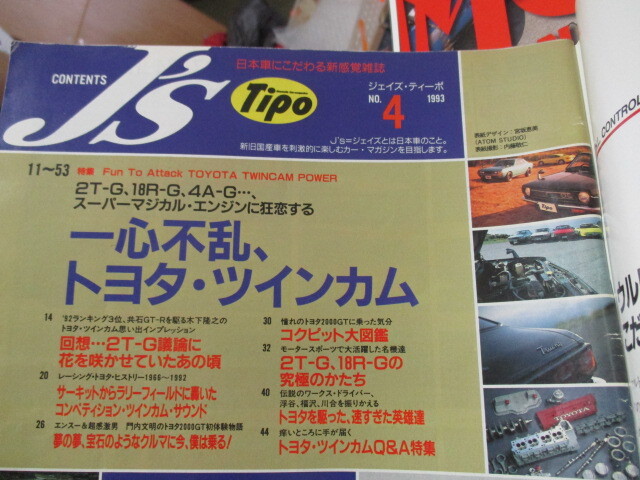 日本車にこだわる新感覚雑誌
CONTENTS
J's
Tipo
ジェイズ・ティーポ
NO. 4 1993
J's=ジェイズとは日本車のこと。
新旧国産車を刺激的に楽しむカー・マガジンを目指します。
表紙デザイン：宮坂恵美
(ATOM STUDIO)
表紙撮影：内藤敬仁
11〜53 特集 Fun To Attack TOYOTA TWINCAM POWER
2T-G、18R-G、4A-G…、
スーパーマジカル・エンジンに狂恋する
一心不乱、
トヨタ・ツインカム
14 '92ランキング3位、共石GT-Rを駆る木下隆之の
トヨタ・ツインカム思い出インプレッション
回想…2T-G議論に
花を咲かせていたあの頃
20 レーシング・トヨタ・ヒストリー1966〜1992
サーキットからラリーフィールドに轟いた
コンペティション・ツインカム・サウンド
26 エンスー&超感激男 門内文明のトヨタ2000GT初体験物語
夢の夢、宝石のようなクルマに今、僕は乗る!
30 憧れのトヨタ2000GTに乗った気分
コクピット大図鑑
32 モータースポーツで大活躍した名機達
2T-G、18R-Gの
究極のかたち
40 伝説のワークス・ドライバー、
浮谷、福沢、川合を振りかえる
トヨタを駆った、速すぎた英雄達
44 痒いところに手が届く
トヨタ・ツインカムQ&A特集
Tipo
TOYOTA
CONTROL